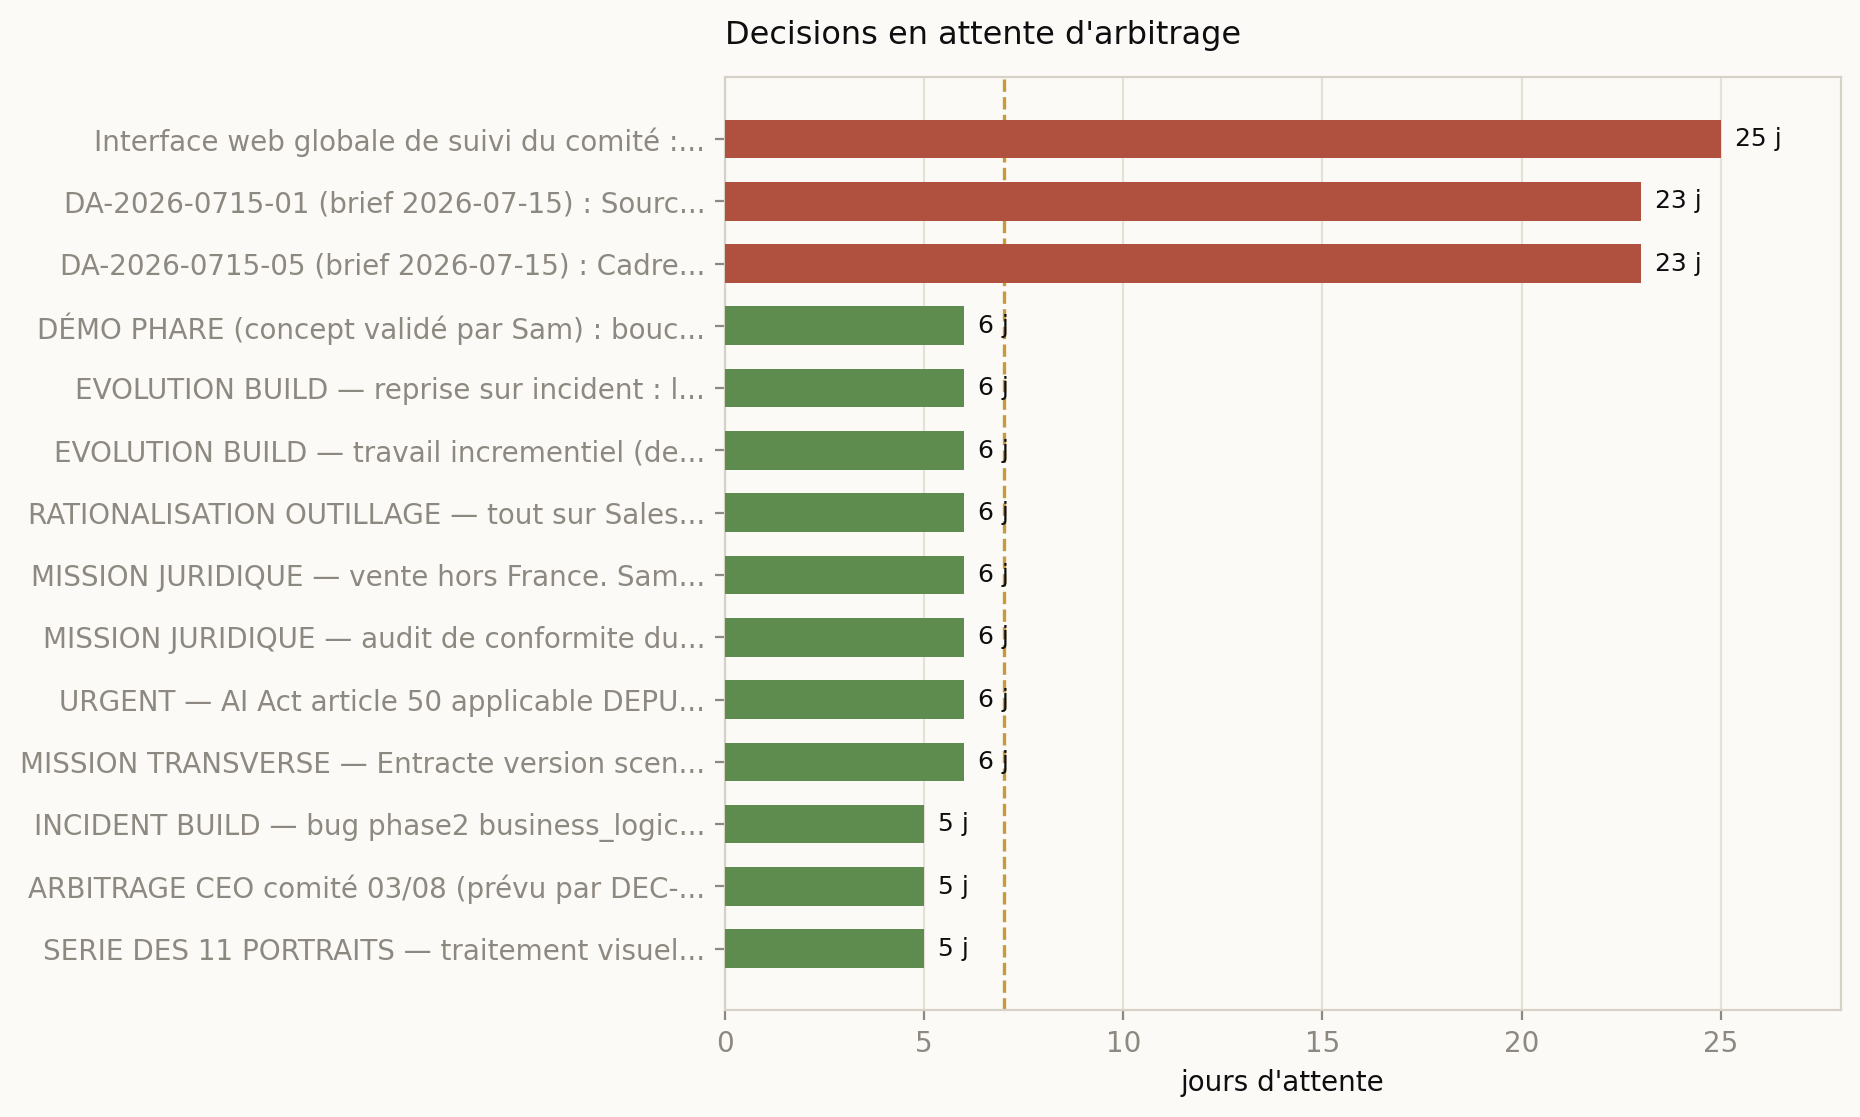 Decisions en attente d'arbitrage
Interface web globale de suivi du comité :... 25 j
DA-2026-0715-01 (brief 2026-07-15) : Sourc... 23 j
DA-2026-0715-05 (brief 2026-07-15) : Cadre... 23 j
DÉMO PHARE (concept validé par Sam) : bouc... 6 j
EVOLUTION BUILD — reprise sur incident : l... 6 j
EVOLUTION BUILD — travail incrementiel (de... 6 j
RATIONALISATION OUTILLAGE — tout sur Sales... 6 j
MISSION JURIDIQUE — vente hors France. Sam... 6 j
MISSION JURIDIQUE — audit de conformite du... 6 j
URGENT — AI Act article 50 applicable DEPU... 6 j
MISSION TRANSVERSE — Entracte version scen... 6 j
INCIDENT BUILD — bug phase2 business_logic... 5 j
ARBITRAGE CEO comité 03/08 (prévu par DEC-... 5 j
SERIE DES 11 PORTRAITS — traitement visuel... 5 j
0 5 10 15 20 25
jours d'attente